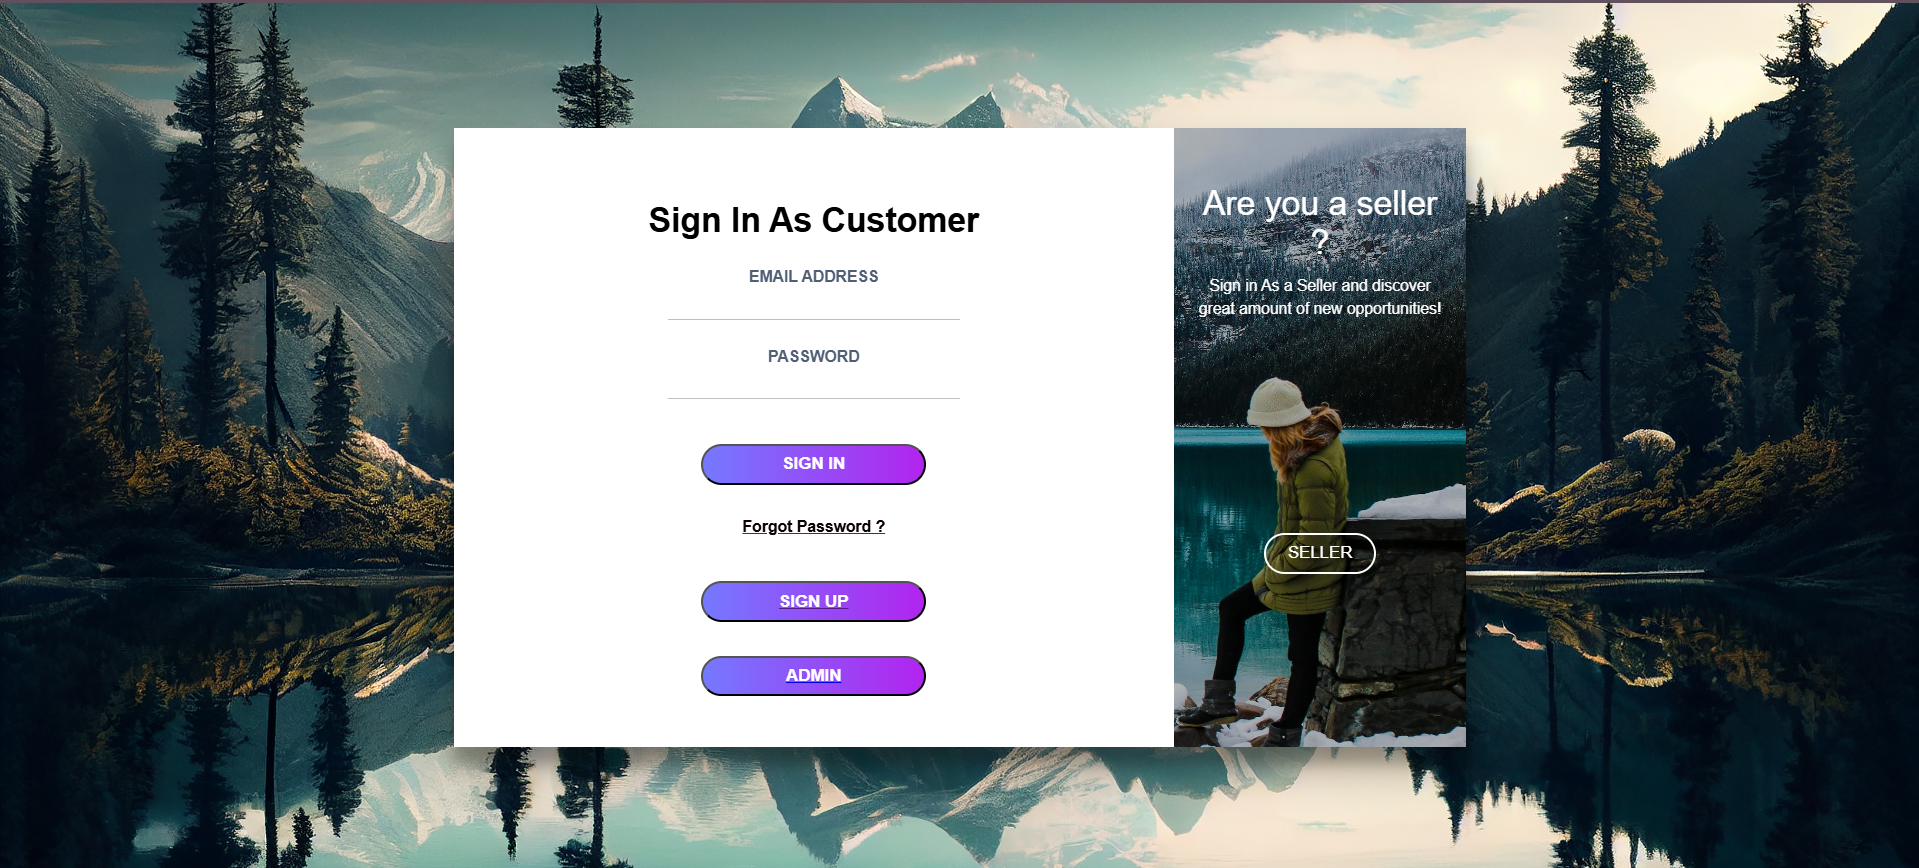 Sign In As Customer
EMAIL ADDRESS
PASSWORD
SIGN IN
Forgot Password ?
SIGN UP
ADMIN
Are you a seller
?
Sign in As a Seller and discover
great amount of new opportunities!
SELLER